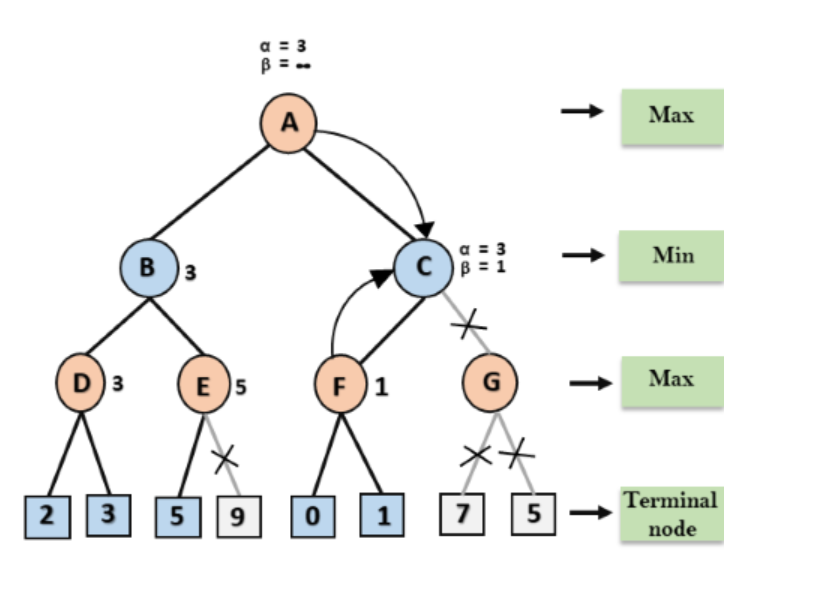 α = 3
β = ∞
A
Max
B
3
C
α = 3
β = 1
Min
D
3
E
5
F
1
G
Max
2
3
5
9
0
1
7
5
Terminal
node